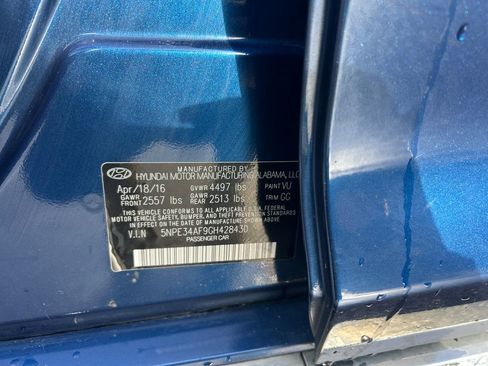 MANUFACTURED BY
HYUNDAI MOTOR MANUFACTURING ALABAMA, LLC
Apr/18/16 GVWR 4497 lbs PAINT VU
GAWR FRONT 2557 lbs GAWR REAR 2513 lbs TRIM GG
THIS VEHICLE CONFORMS TO ALL APPLICABLE U.S.A. FEDERAL
MOTOR VEHICLE SAFETY, BUMPER, AND THEFT PREVENTION STANDARDS
IN EFFECT ON THE DATE OF MANUFACTURE SHOWN ABOVE
V.I.N 5NPE34AF9GH428430
PASSENGER CAR